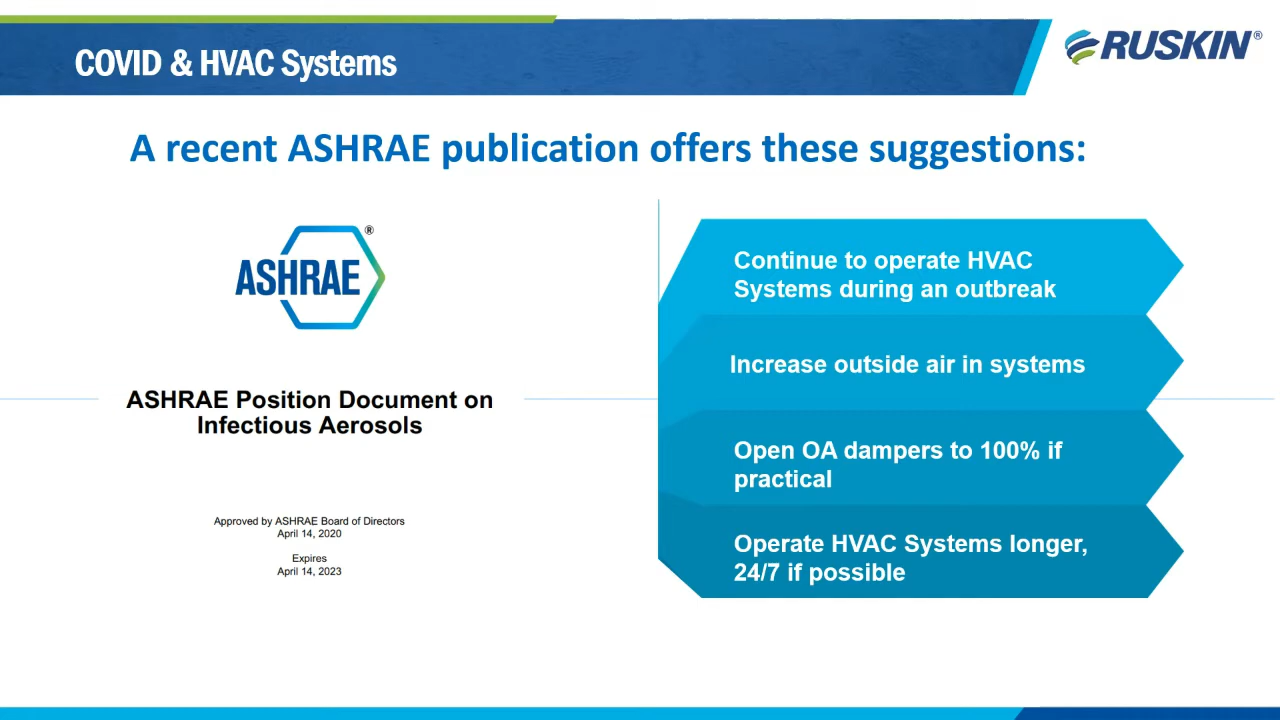 COVID & HVAC Systems
RUSKIN®
A recent ASHRAE publication offers these suggestions:
ASHRAE®
ASHRAE Position Document on
Infectious Aerosols
Approved by ASHRAE Board of Directors
April 14, 2020
Expires
April 14, 2023
Continue to operate HVAC
Systems during an outbreak
Increase outside air in systems
Open OA dampers to 100% if
practical
Operate HVAC Systems longer,
24/7 if possible